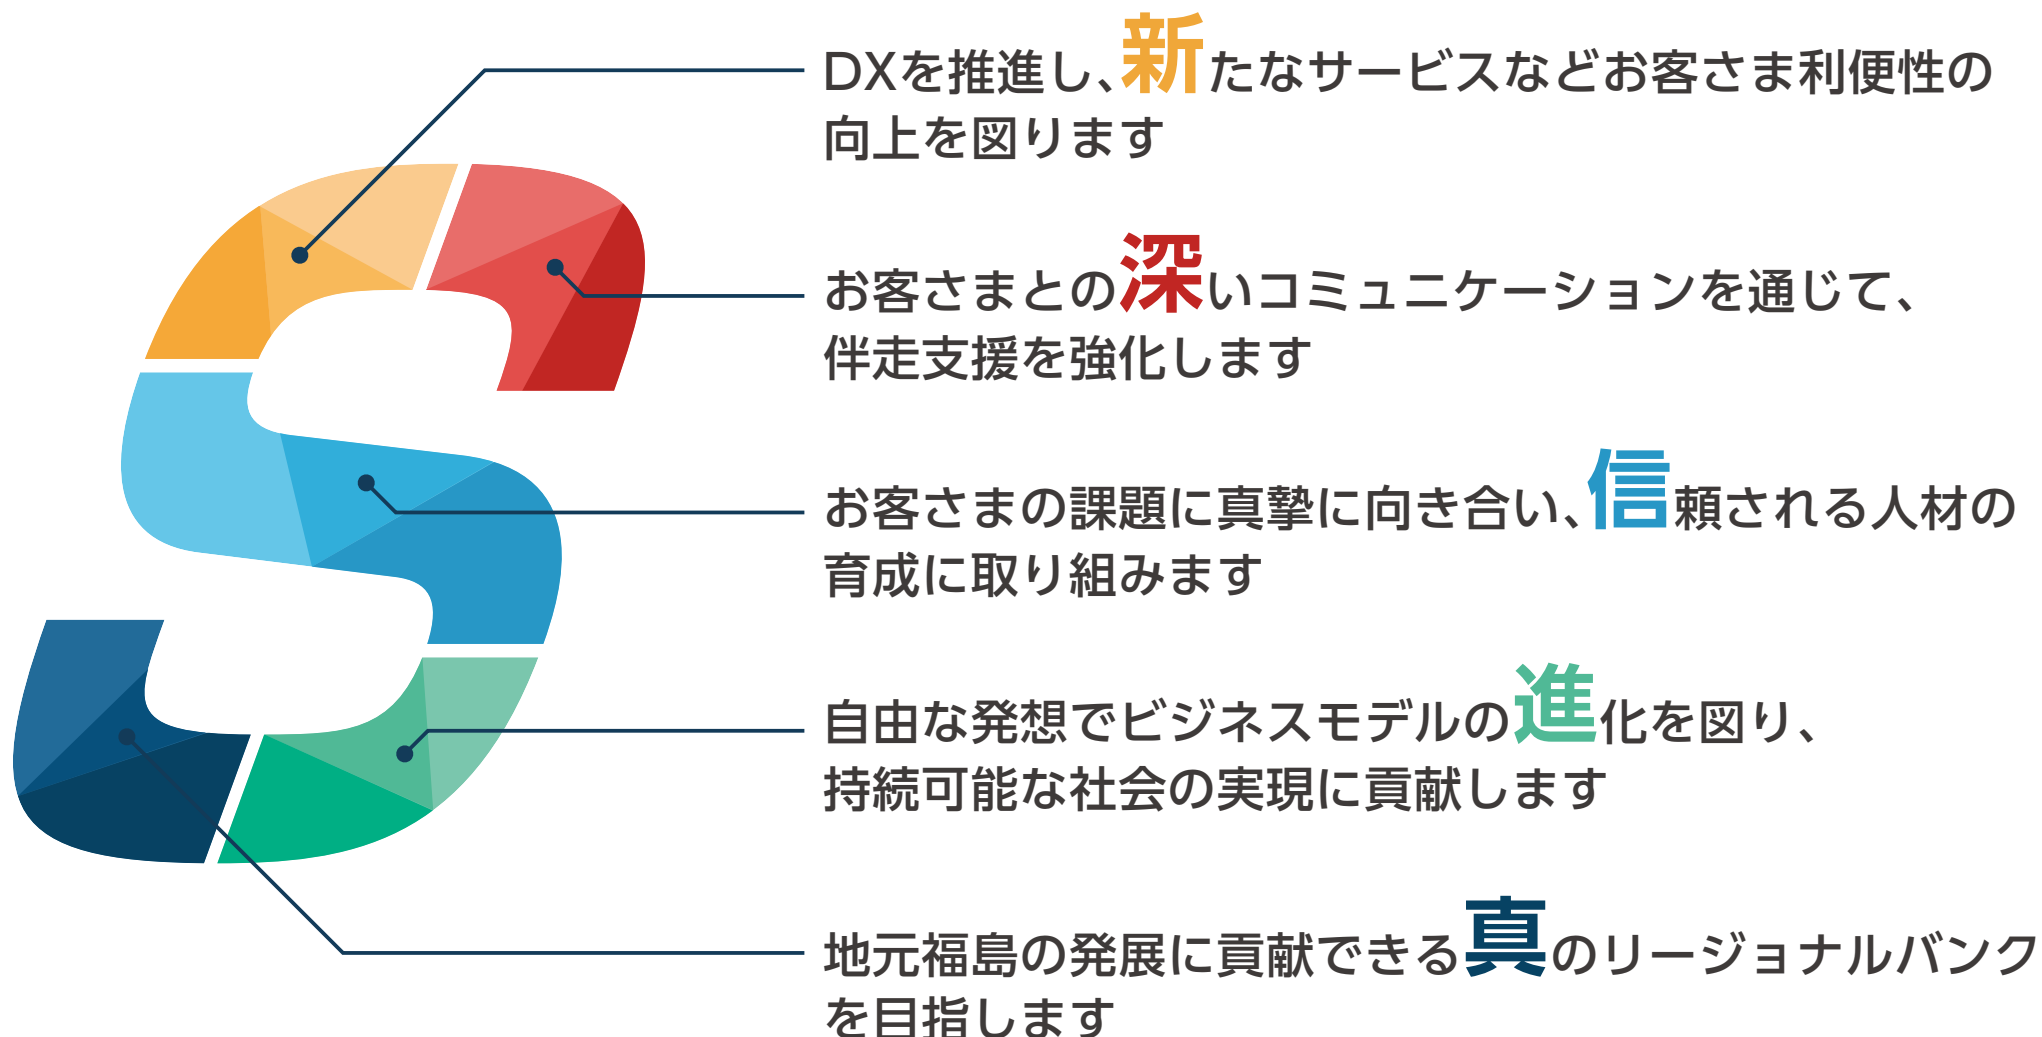 DXを推進し、新たなサービスなどお客さま利便性の
向上を図ります
お客さまとの深いコミュニケーションを通じて、
伴走支援を強化します
お客さまの課題に真摯に向き合い、信頼される人材の
育成に取り組みます
自由な発想でビジネスモデルの進化を図り、
持続可能な社会の実現に貢献します
地元福島の発展に貢献できる真のリージョナルバンク
を目指します